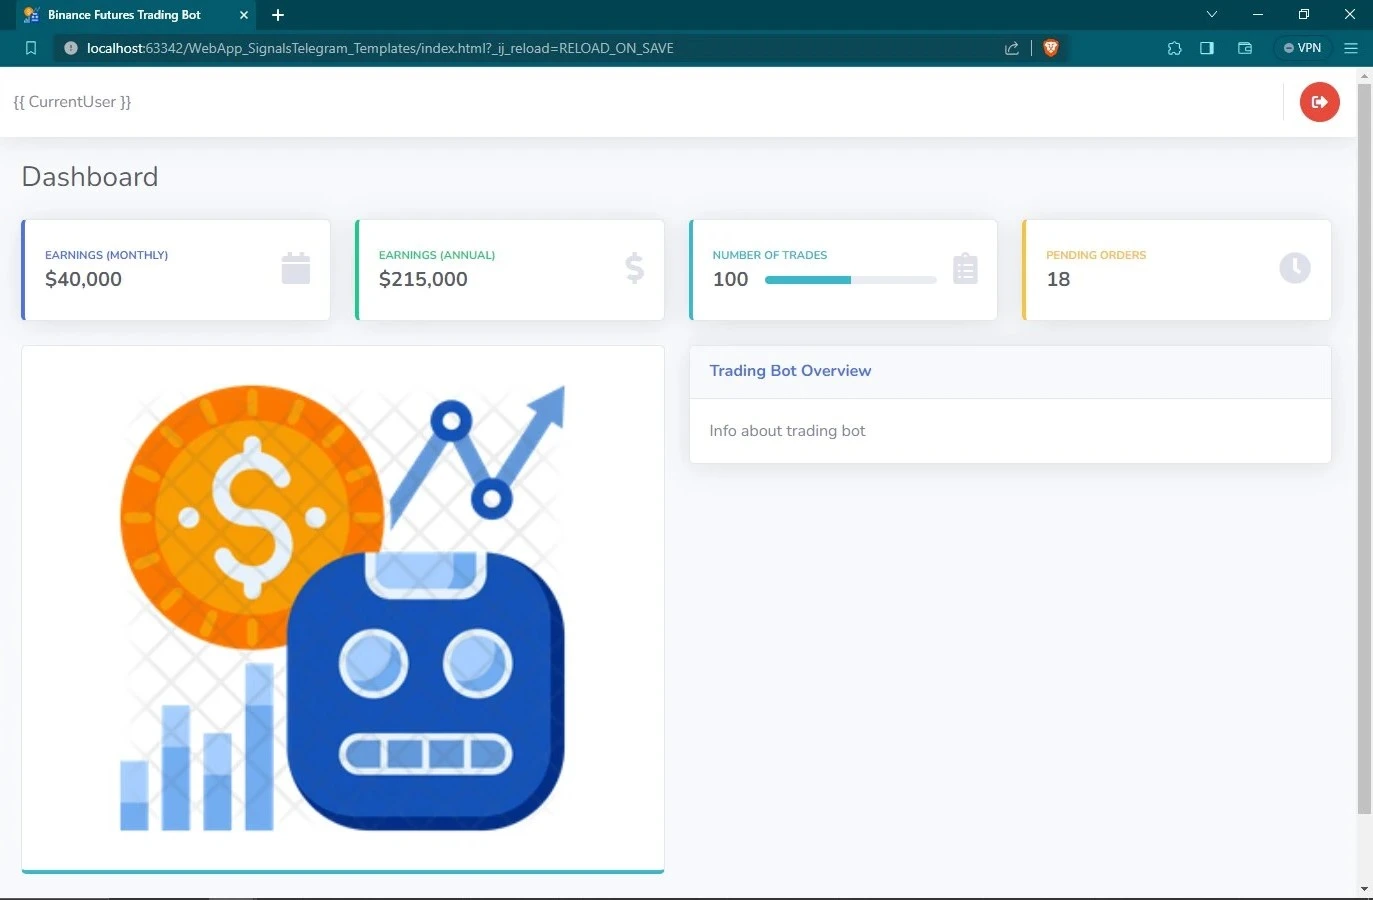 Binance Futures Trading Bot
localhost:63342/WebApp_SignalsTelegram_Templates/index.html?_ij_reload=RELOAD_ON_SAVE
VPN
{{ CurrentUser }}
Dashboard
EARNINGS (MONTHLY)
$40,000
EARNINGS (ANNUAL)
$215,000
NUMBER OF TRADES
100
PENDING ORDERS
18
Trading Bot Overview
Info about trading bot